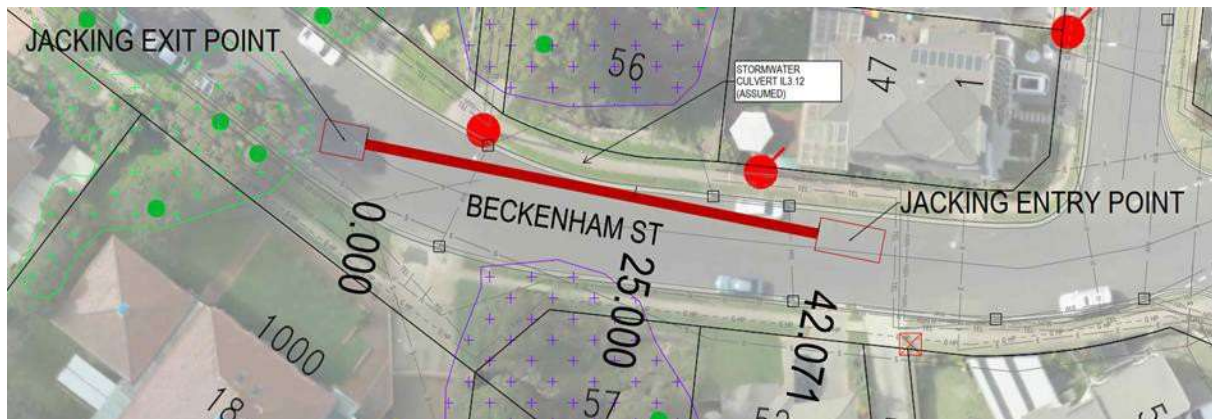 JACKING EXIT POINT
56
STORMWATER
CULVERT IL3.12
(ASSUMED)
47
1
BECKENHAM ST
JACKING ENTRY POINT
0.000
25.000
42.071
1000
18
57